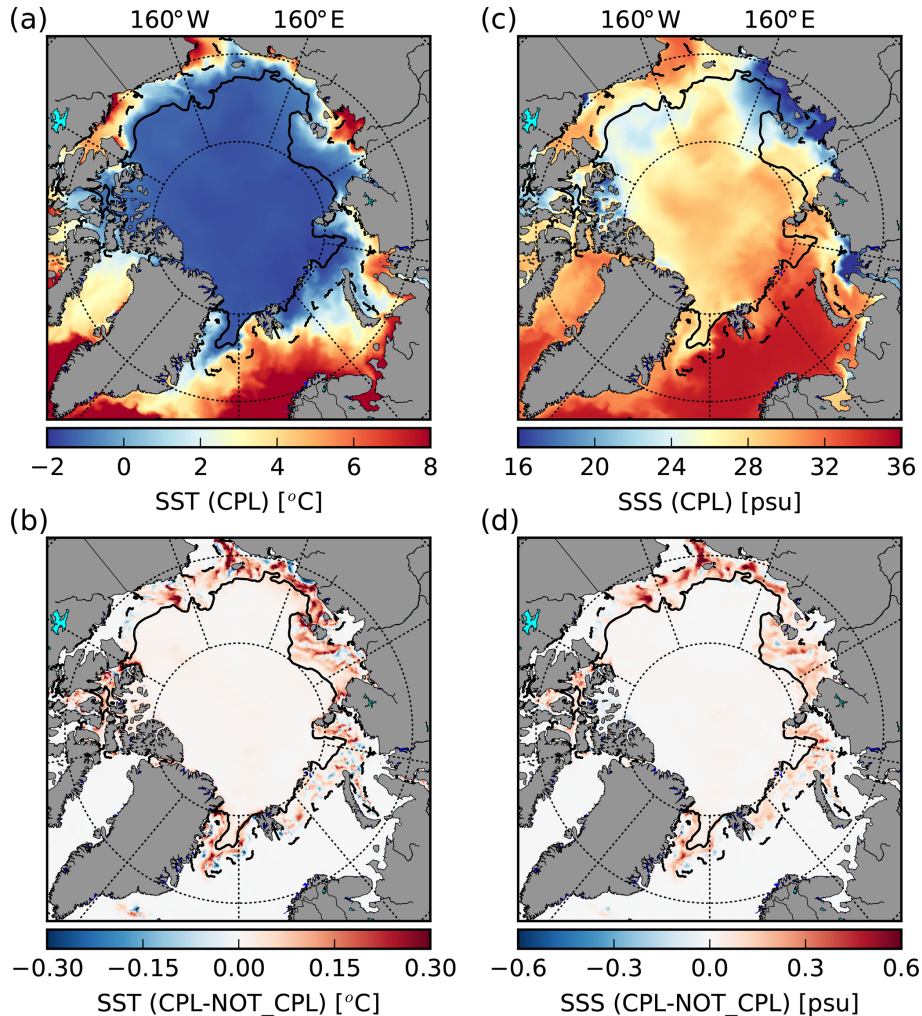 (a) 160°W 160°E
(c) 160°W 160°E
−2 0 2 4 6 8
SST (CPL) [°C]
16 20 24 28 32 36
SSS (CPL) [psu]
(b)
(d)
−0.30 −0.15 0.00 0.15 0.30
SST (CPL-NOT_CPL) [°C]
−0.6 −0.3 0.0 0.3 0.6
SSS (CPL-NOT_CPL) [psu]